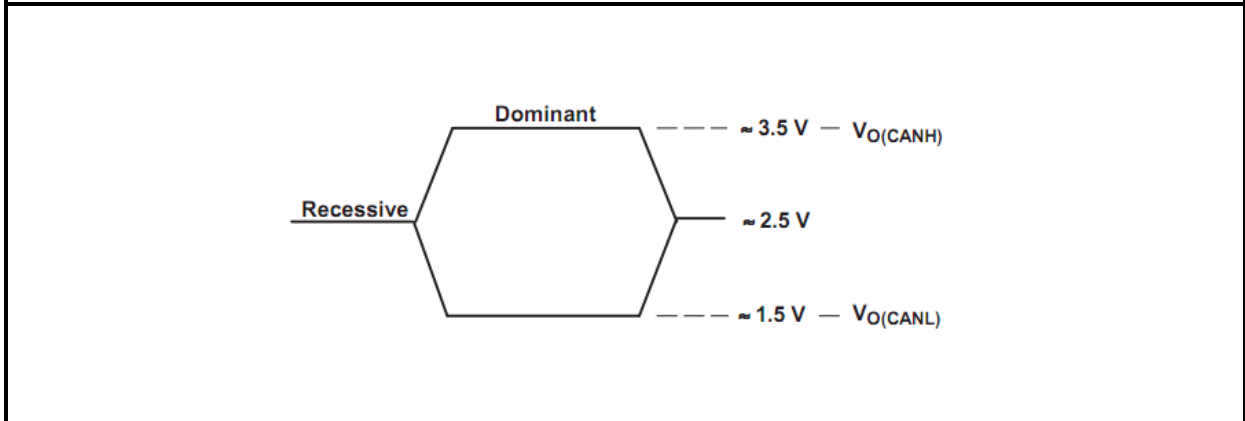 Dominant
≈ 3.5 V — VO(CANH)
Recessive
≈ 2.5 V
≈ 1.5 V — VO(CANL)